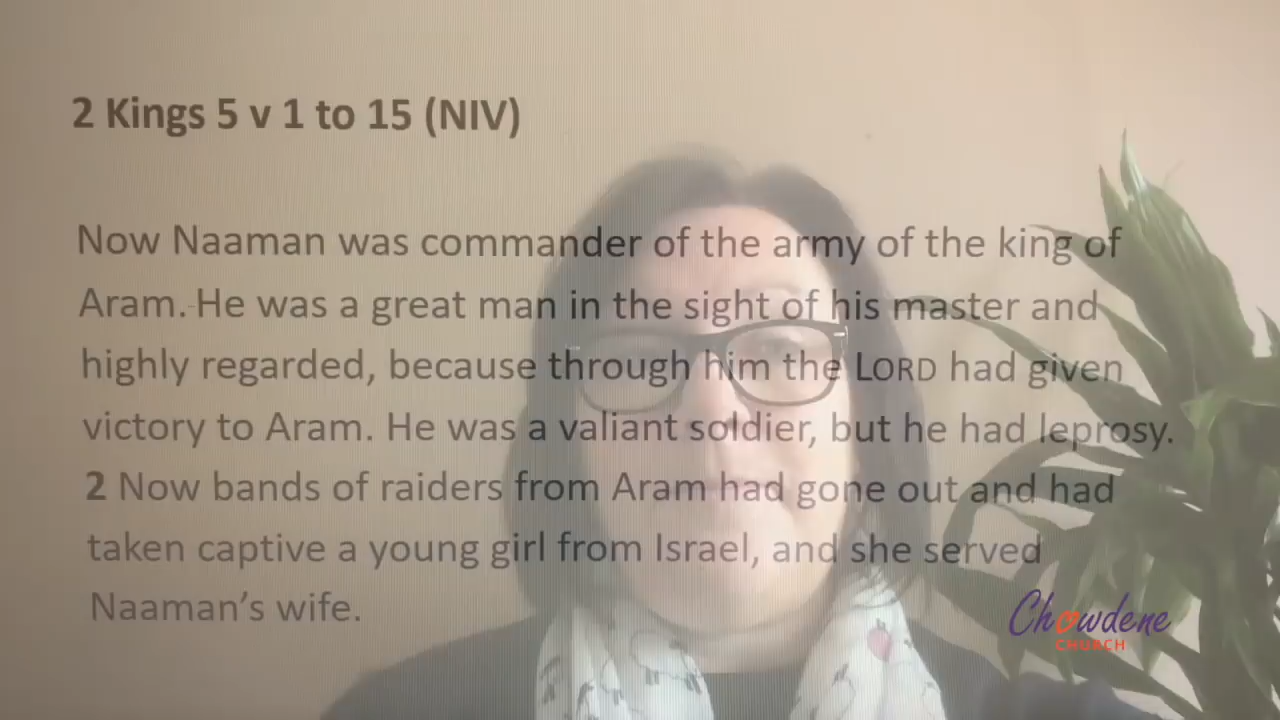 2 Kings 5 v 1 to 15 (NIV)
Now Naaman was commander of the army of the king of
Aram. He was a great man in the sight of his master and
highly regarded, because through him the LORD had given
victory to Aram. He was a valiant soldier, but he had leprosy.
2 Now bands of raiders from Aram had gone out and had
taken captive a young girl from Israel, and she served
Naaman’s wife.
Chowdene
CHURCH